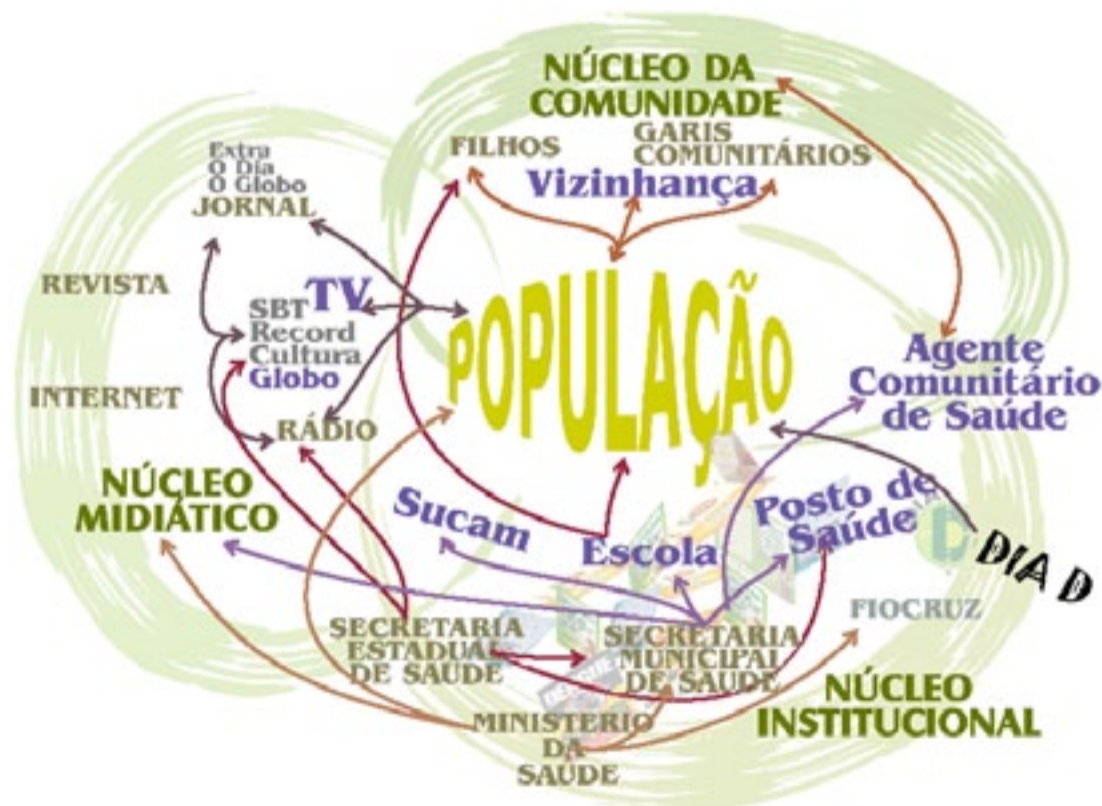 NÚCLEO DA
COMUNIDADE
FILHOS
GARIS
COMUNITÁRIOS
Vizinhança
Extra
O Dia
O Globo
JORNAL
REVISTA
TV
SBT
Record
Cultura
Globo
INTERNET
RÁDIO
POPULAÇÃO
Agente
Comunitário
de Saúde
NÚCLEO
MIDIÁTICO
Sucam
Escola
Posto de
Saúde
DIA D
SECRETARIA
ESTADUAL
DE SAÚDE
SECRETARIA
MUNICIPAL
DE SAÚDE
FIOCRUZ
NÚCLEO
INSTITUCIONAL
MINISTERIO
DA
SAÚDE
DENGUE